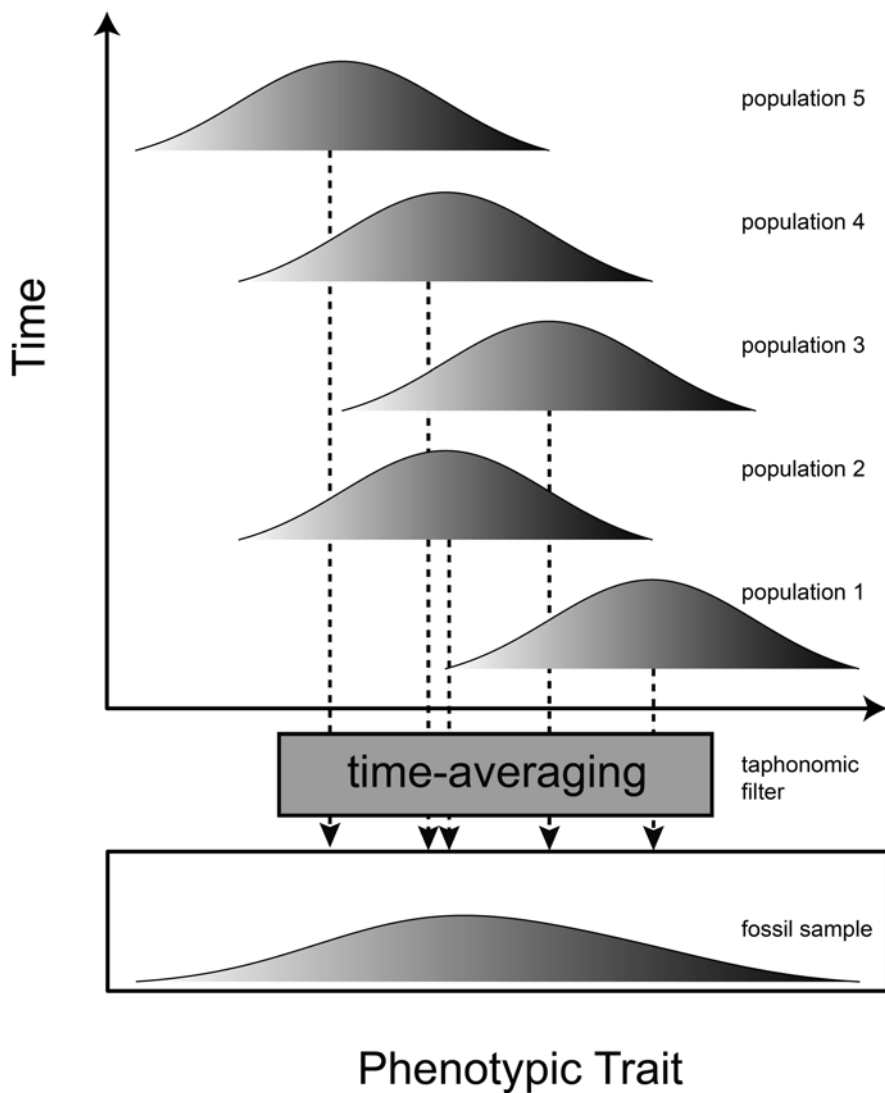 population 5
population 4
Time
population 3
population 2
population 1
time-averaging
taphonomic
filter
fossil sample
Phenotypic Trait